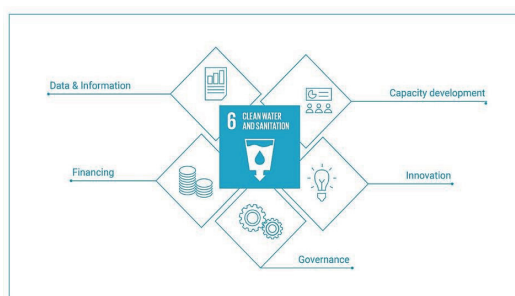 Data & Information
Capacity development
6 CLEAN WATER
AND SANITATION
Financing
Innovation
Governance